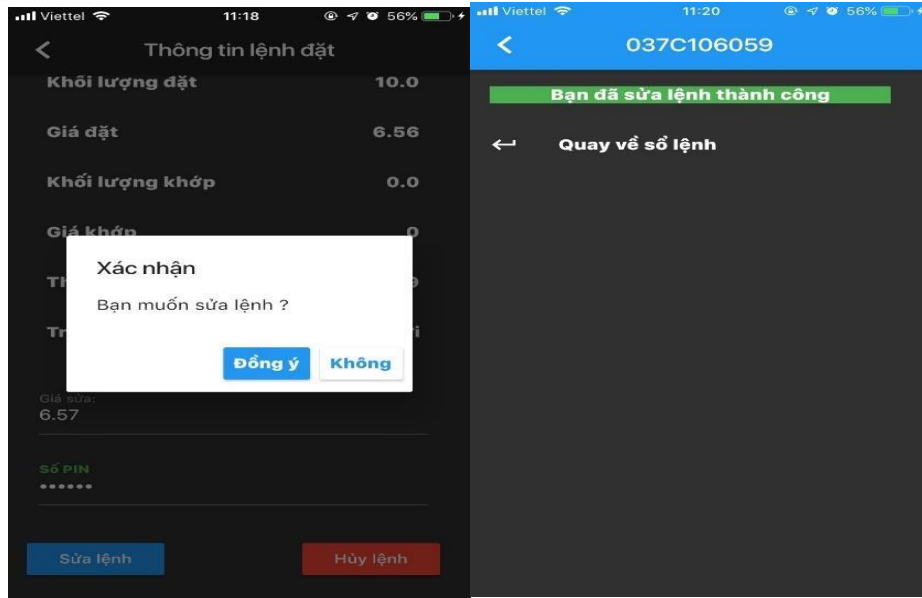 Viettel 11:18 56%
Thông tin lệnh đặt
Khối lượng đặt 10.0
Giá đặt 6.56
Khối lượng khớp 0.0
Giá khớp 0
Xác nhận
Bạn muốn sửa lệnh ?
Đồng ý Không
Giá sửa:
6.57
Số PIN
••••••
Sửa lệnh Hủy lệnh
Viettel 11:20 56%
037C106059
Bạn đã sửa lệnh thành công
Quay về sổ lệnh